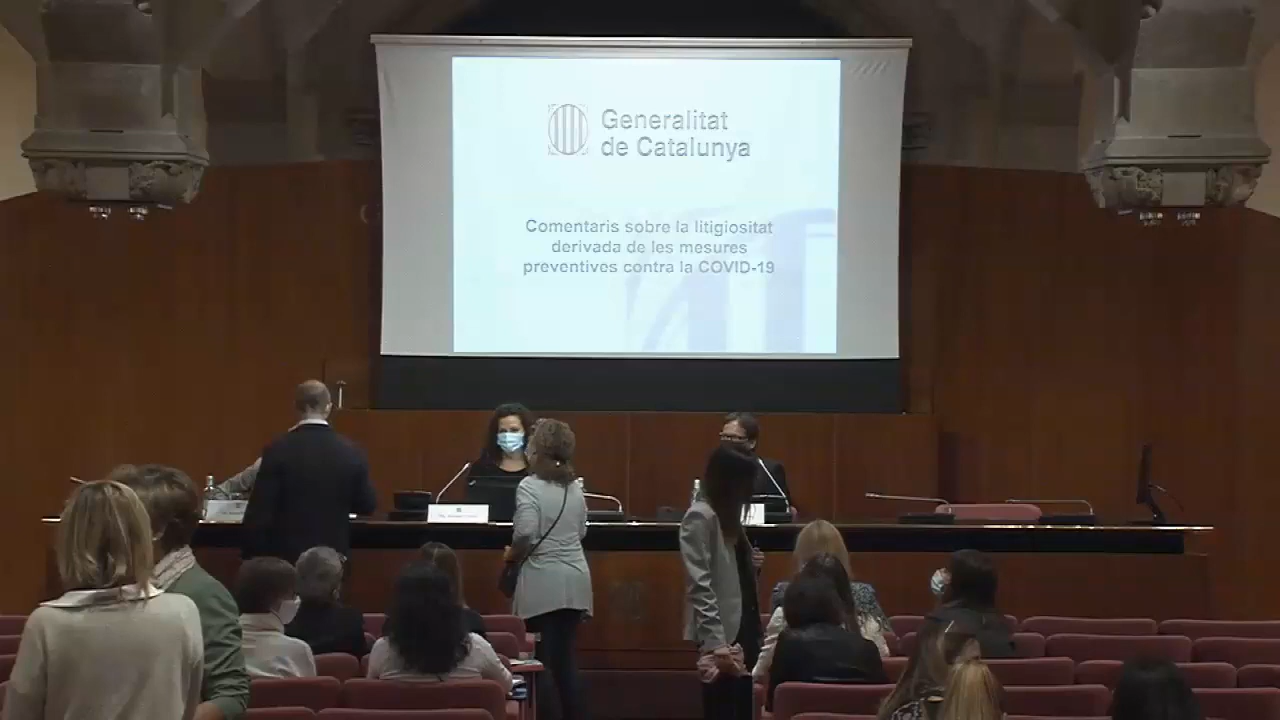 Generalitat
de Catalunya
Comentaris sobre la litigiositat
derivada de les mesures
preventives contra la COVID-19